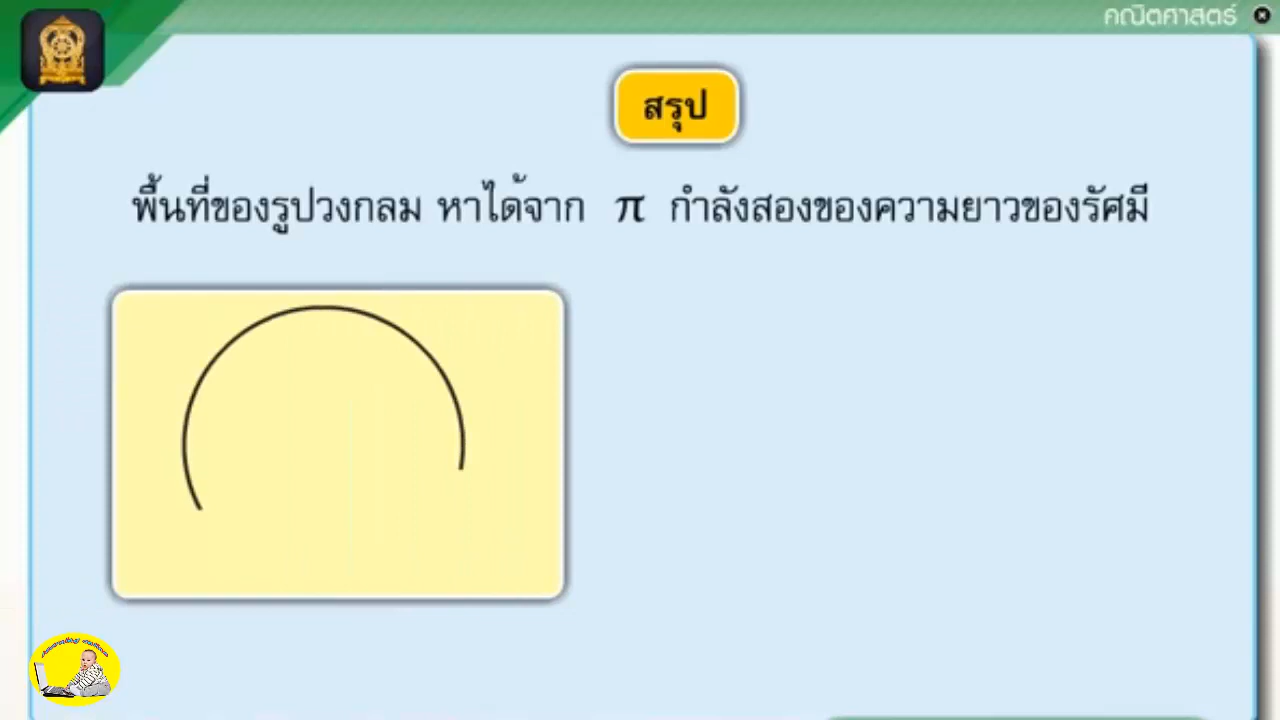 คณิตศาสตร์
สรุป
พื้นที่ของรูปวงกลม หาได้จาก π กำลังสองของความยาวของรัศมี